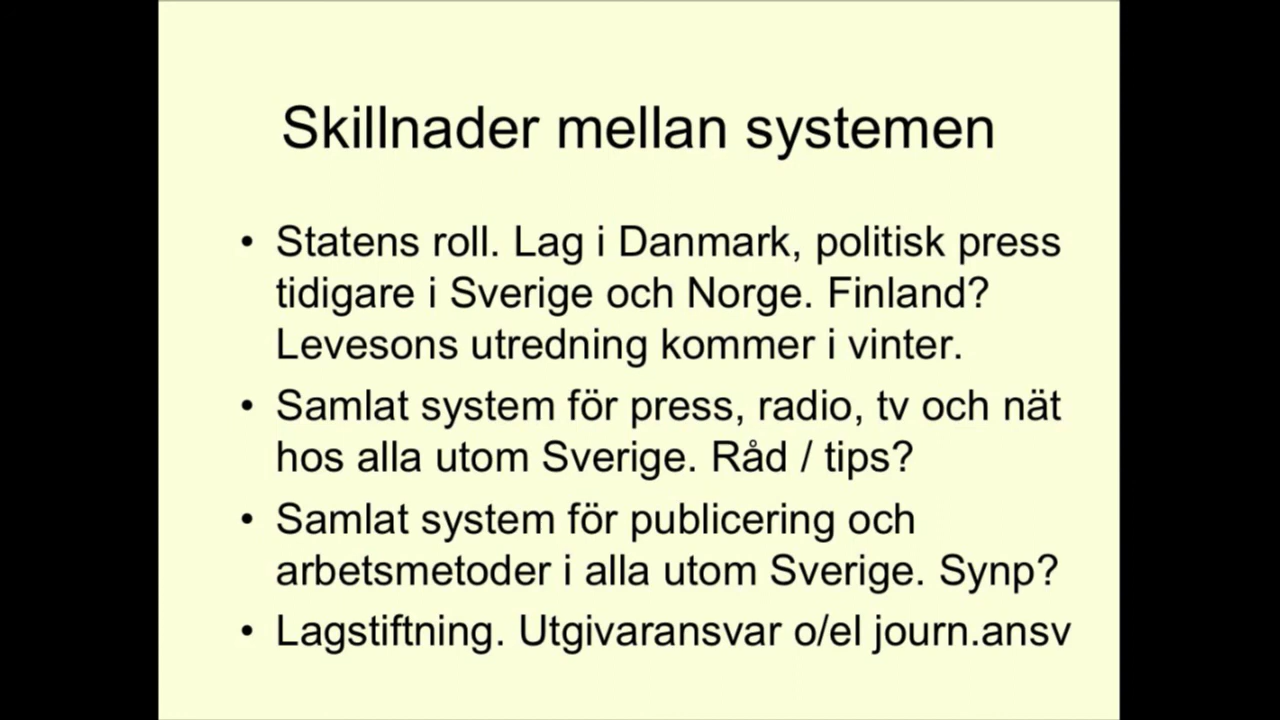 Skillnader mellan systemen
• Statens roll. Lag i Danmark, politisk press
tidigare i Sverige och Norge. Finland?
Levesons utredning kommer i vinter.
• Samlat system för press, radio, tv och nät
hos alla utom Sverige. Råd / tips?
• Samlat system för publicering och
arbetsmetoder i alla utom Sverige. Synp?
• Lagstiftning. Utgivaransvar o/el journ.ansv